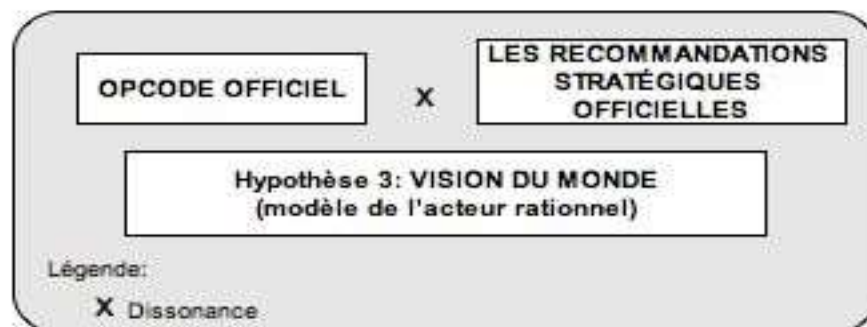 OPCODE OFFICIEL
X
LES RECOMMANDATIONS
STRATÉGIQUES
OFFICIELLES
Hypothèse 3: VISION DU MONDE
(modèle de l'acteur rationnel)
Légende:
X Dissonance